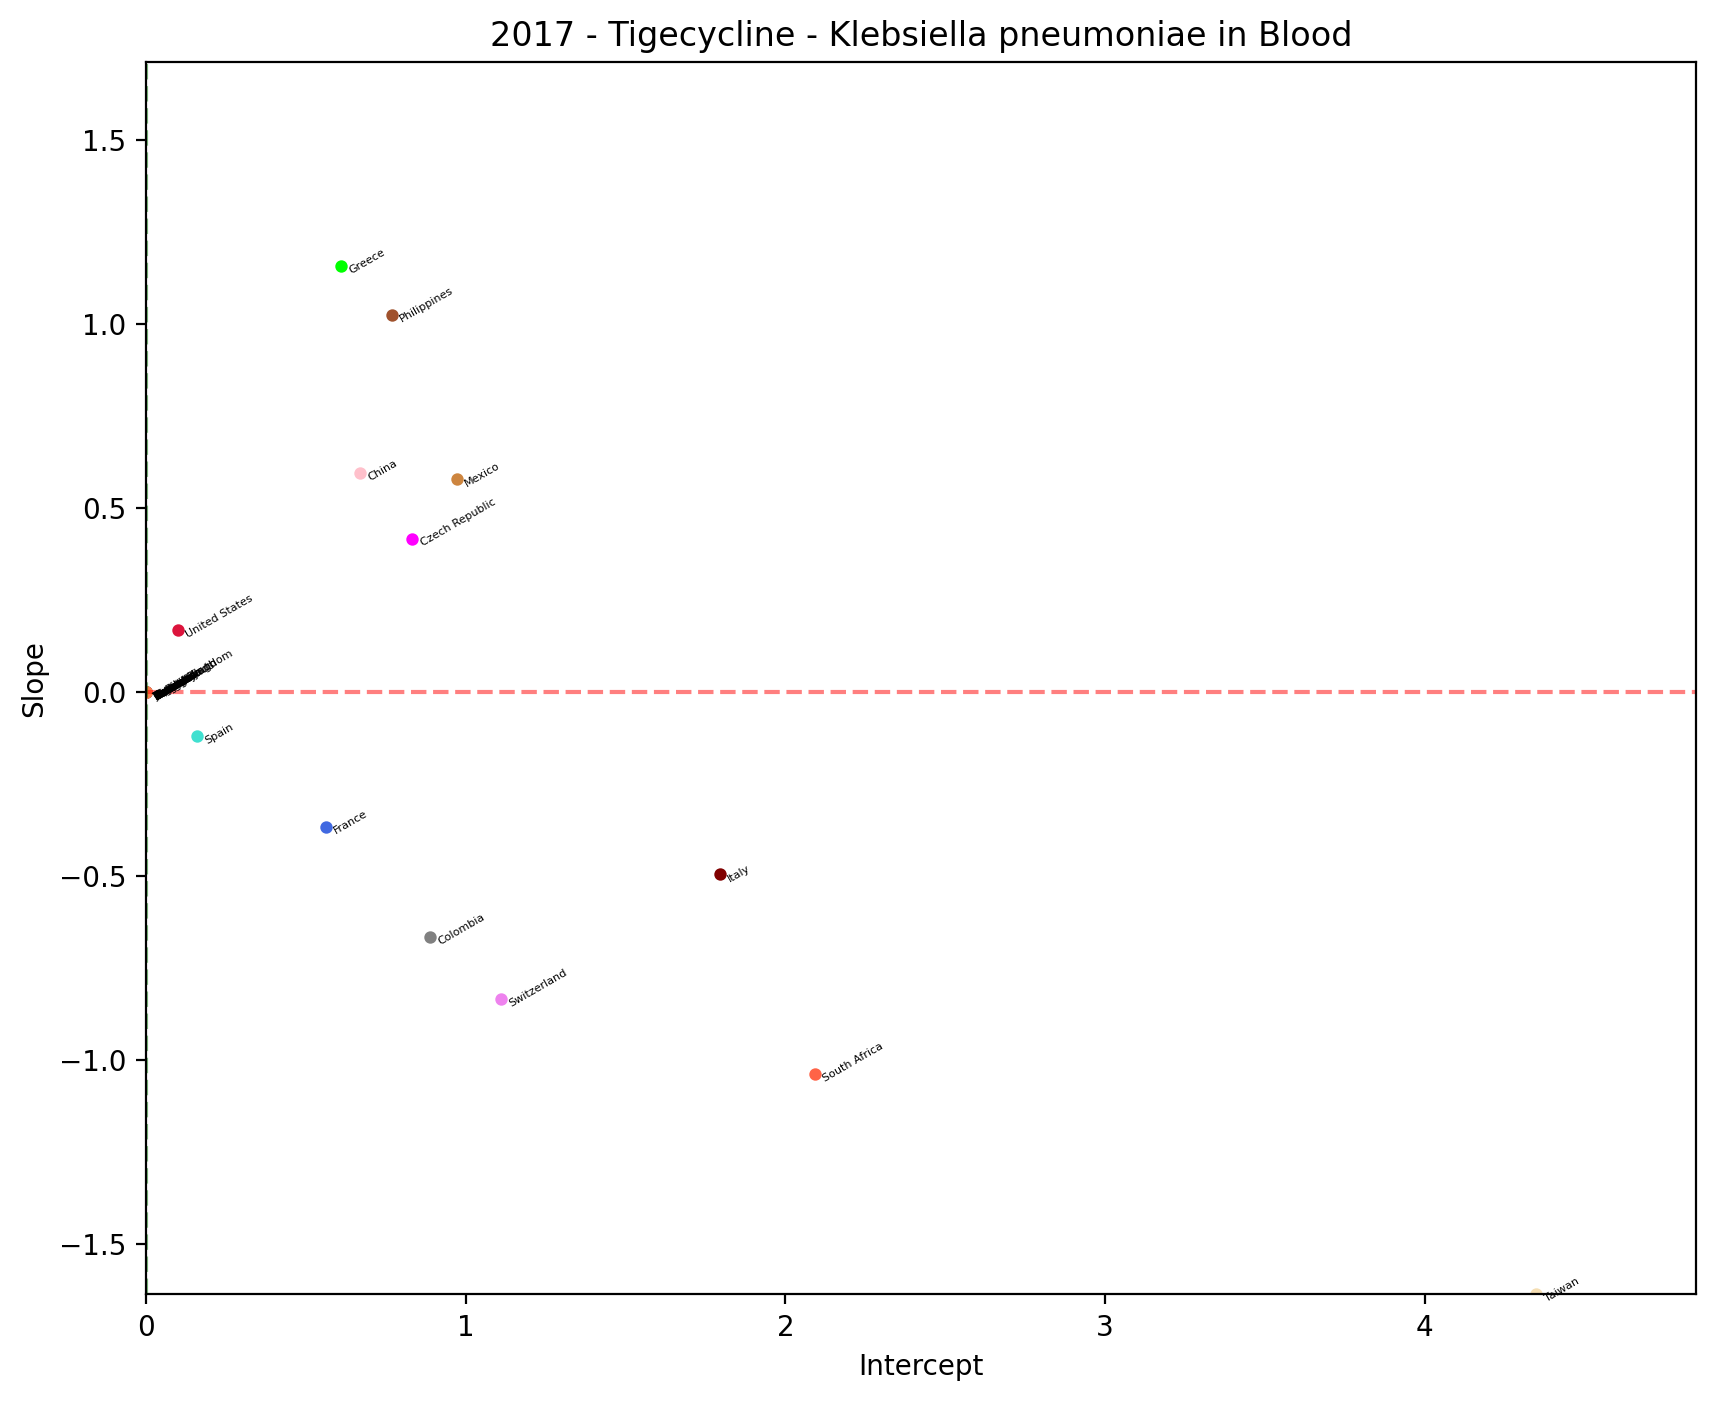 2017 - Tigecycline - Klebsiella pneumoniae in Blood
1.5
Greece
Philippines
1.0
China
Mexico
0.5
Czech Republic
United States
Slope
0.0
Spain
France
−0.5
Italy
Colombia
Switzerland
−1.0
South Africa
−1.5
Taiwan
0
1
2
3
4
Intercept